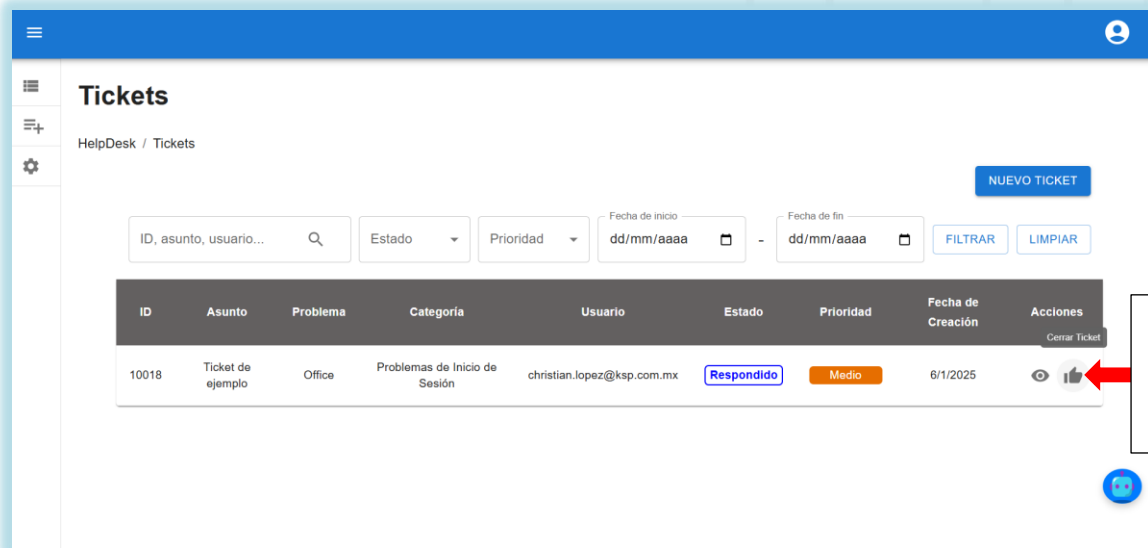 Tickets
HelpDesk / Tickets
NUEVO TICKET
Fecha de inicio Fecha de fin
ID, asunto, usuario... Estado Prioridad dd/mm/aaaa - dd/mm/aaaa FILTRAR LIMPIAR
ID Asunto Problema Categoría Usuario Estado Prioridad Fecha de Creación Acciones
Cerrar Ticket
10018 Ticket de ejemplo Office Problemas de Inicio de Sesión christian.lopez@ksp.com.mx Respondido Medio 6/1/2025